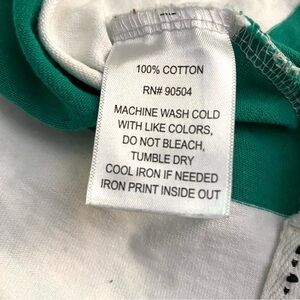 100% COTTON
RN# 90504
MACHINE WASH COLD
WITH LIKE COLORS,
DO NOT BLEACH,
TUMBLE DRY
COOL IRON IF NEEDED
IRON PRINT INSIDE OUT